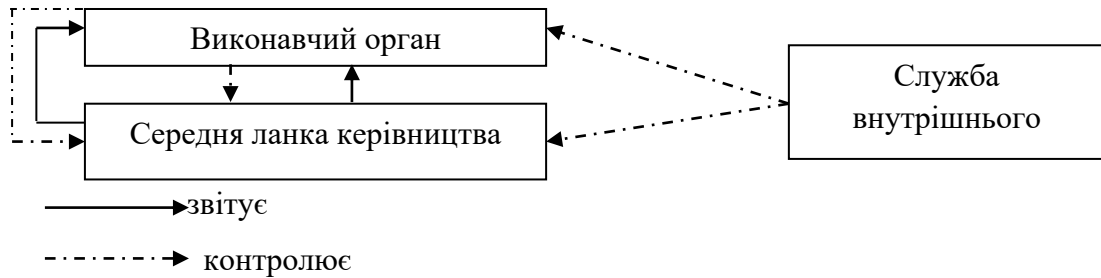 Виконавчий орган
Служба
внутрішнього
Середня ланка керівництва
звітує
контролює